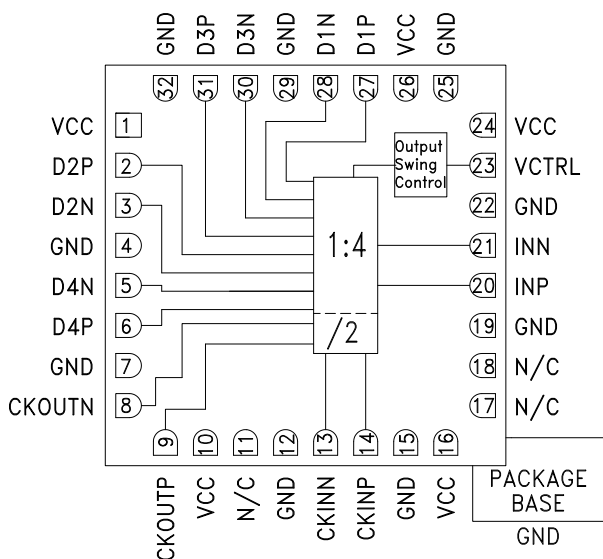 GND
D3P
D3N
GND
D1N
D1P
VCC
GND
32
31
30
29
28
27
26
25
VCC 1
D2P 2
D2N 3
GND 4
D4N 5
D4P 6
GND 7
CKOUTN 8
Output
Swing
Control
1:4
/2
24 VCC
23 VCTRL
22 GND
21 INN
20 INP
19 GND
18 N/C
17 N/C
9
10
11
12
13
14
15
16
CKOUTP
VCC
N/C
GND
CKINN
CKINP
GND
VCC
PACKAGE
BASE
GND